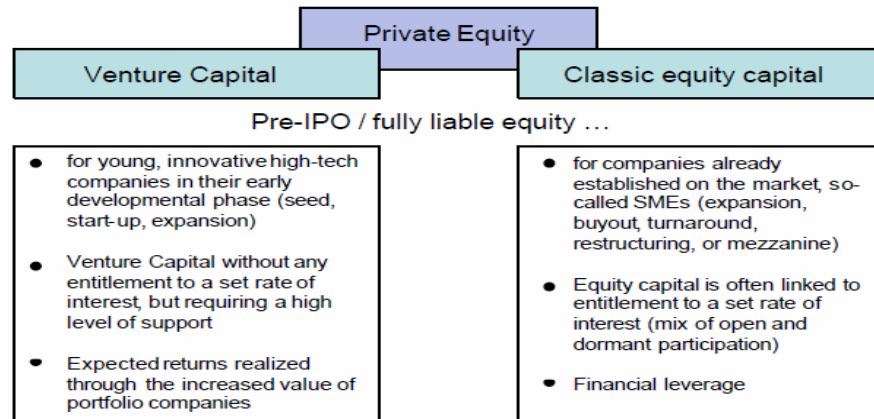 Private Equity
Venture Capital
Classic equity capital
Pre-IPO / fully liable equity ...
• for young, innovative high-tech
companies in their early
developmental phase (seed,
start-up, expansion)
• Venture Capital without any
entitlement to a set rate of
interest, but requiring a high
level of support
• Expected returns realized
through the increased value of
portfolio companies
• for companies already
established on the market, so-
called SMEs (expansion,
buyout, turnaround,
restructuring, or mezzanine)
• Equity capital is often linked to
entitlement to a set rate of
interest (mix of open and
dormant participation)
• Financial leverage